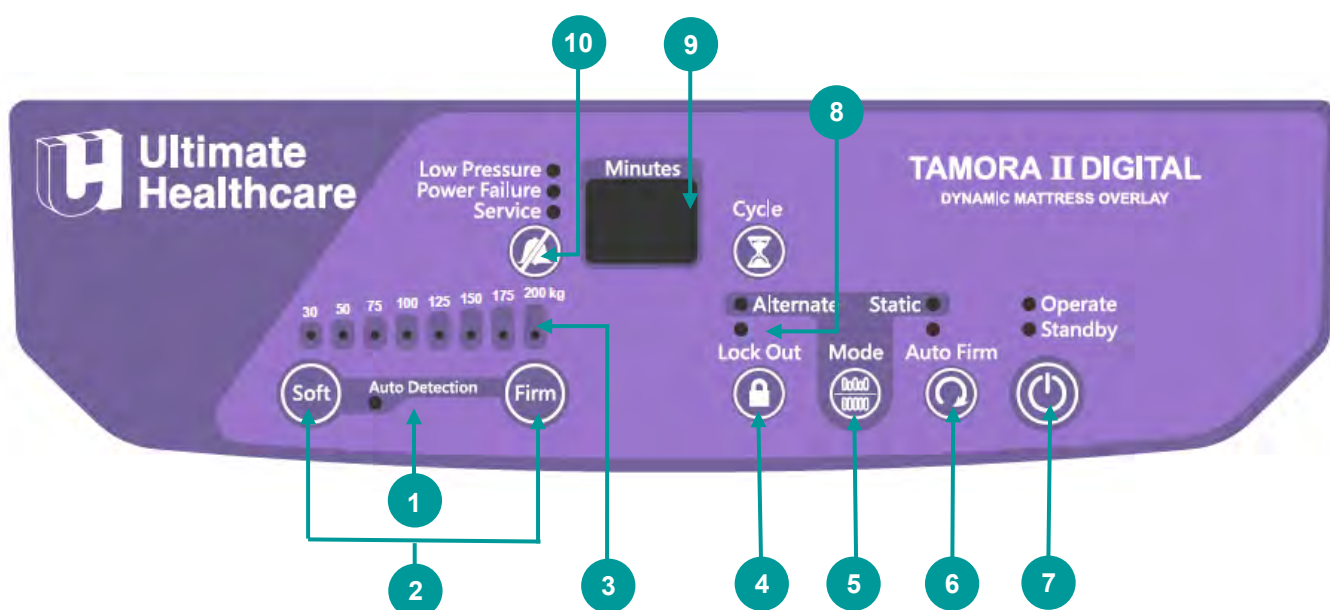 10
9
8
Ultimate
Healthcare
Low Pressure
Power Failure
Service
Minutes
Cycle
TAMORA II DIGITAL
DYNAMIC MATTRESS OVERLAY
30 50 75 100 125 150 175 200 kg
Alternate Static
Operate
Standby
Lock Out Mode Auto Firm
Soft Auto Detection Firm
1
2 3 4 5 6 7